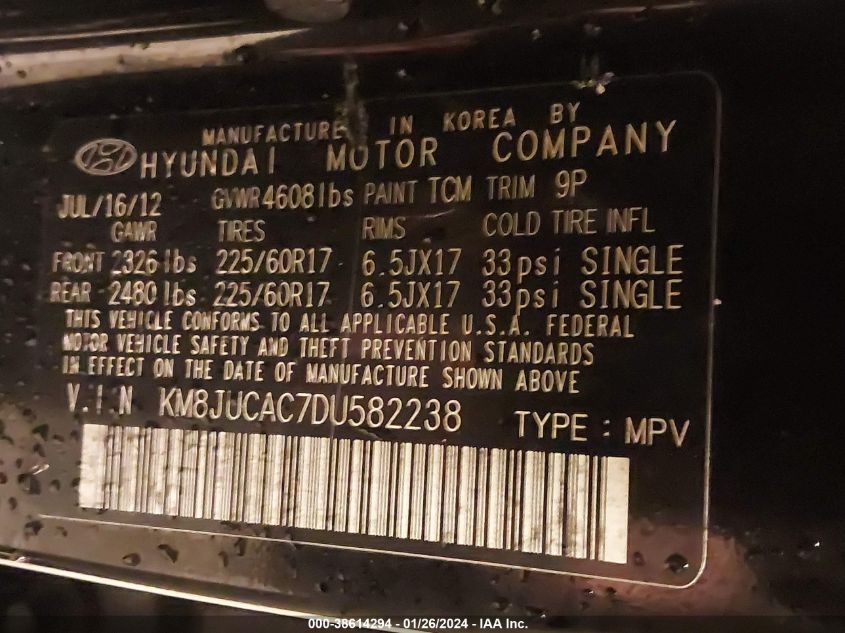 MANUFACTURE IN KOREA BY
HYUNDAI MOTOR COMPANY
JUL/16/12 GVWR 4608lbs PAINT TCM TRIM 9P
GAWR TIRES RIMS COLD TIRE INFL
FRONT 2326 lbs 225/60R17 6.5JX17 33psi SINGLE
REAR 2480 lbs 225/60R17 6.5JX17 33psi SINGLE
THIS VEHICLE CONFORMS TO ALL APPLICABLE U.S.A. FEDERAL
MOTOR VEHICLE SAFETY AND THEFT PREVENTION STANDARDS
IN EFFECT ON THE DATE OF MANUFACTURE SHOWN ABOVE
V.I.N KM8JUCAC7DU582238 TYPE : MPV
000-38614294 - 01/26/2024 - IAA Inc.